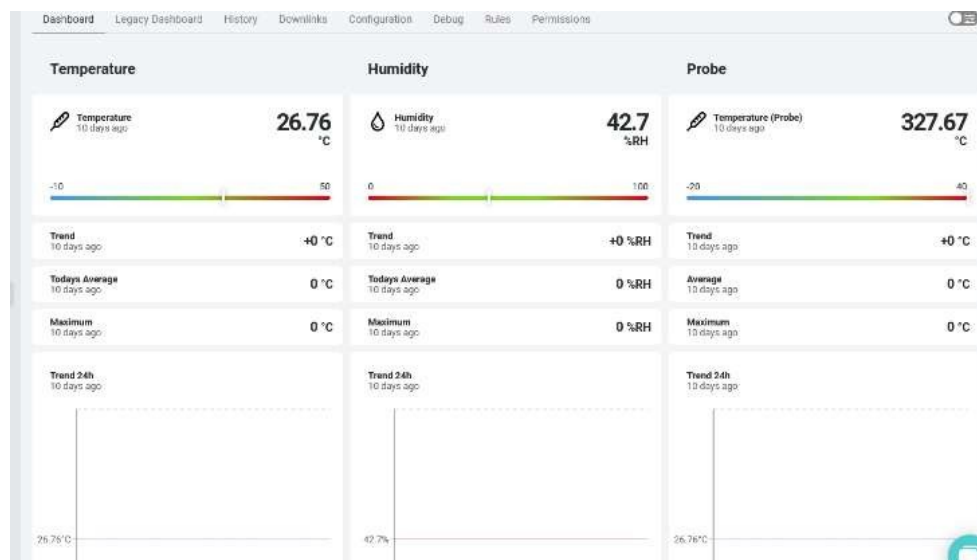 Dashboard Legacy Dashboard History Downlinks Configuration Debug Rules Permissions
Temperature Humidity Probe
Temperature 26.76 Humidity 42.7 Temperature (Probe) 327.67
10 days ago °C 10 days ago %RH 10 days ago °C
-10 50 0 100 -20 40
Trend +0 °C Trend +0 %RH Trend +0 °C
10 days ago 10 days ago 10 days ago
Todays Average 0 °C Todays Average 0 %RH Average 0 °C
10 days ago 10 days ago 10 days ago
Maximum 0 °C Maximum 0 %RH Maximum 0 °C
10 days ago 10 days ago 10 days ago
Trend 24h Trend 24h Trend 24h
10 days ago 10 days ago 10 days ago
26.76°C 42.7% 26.76°C